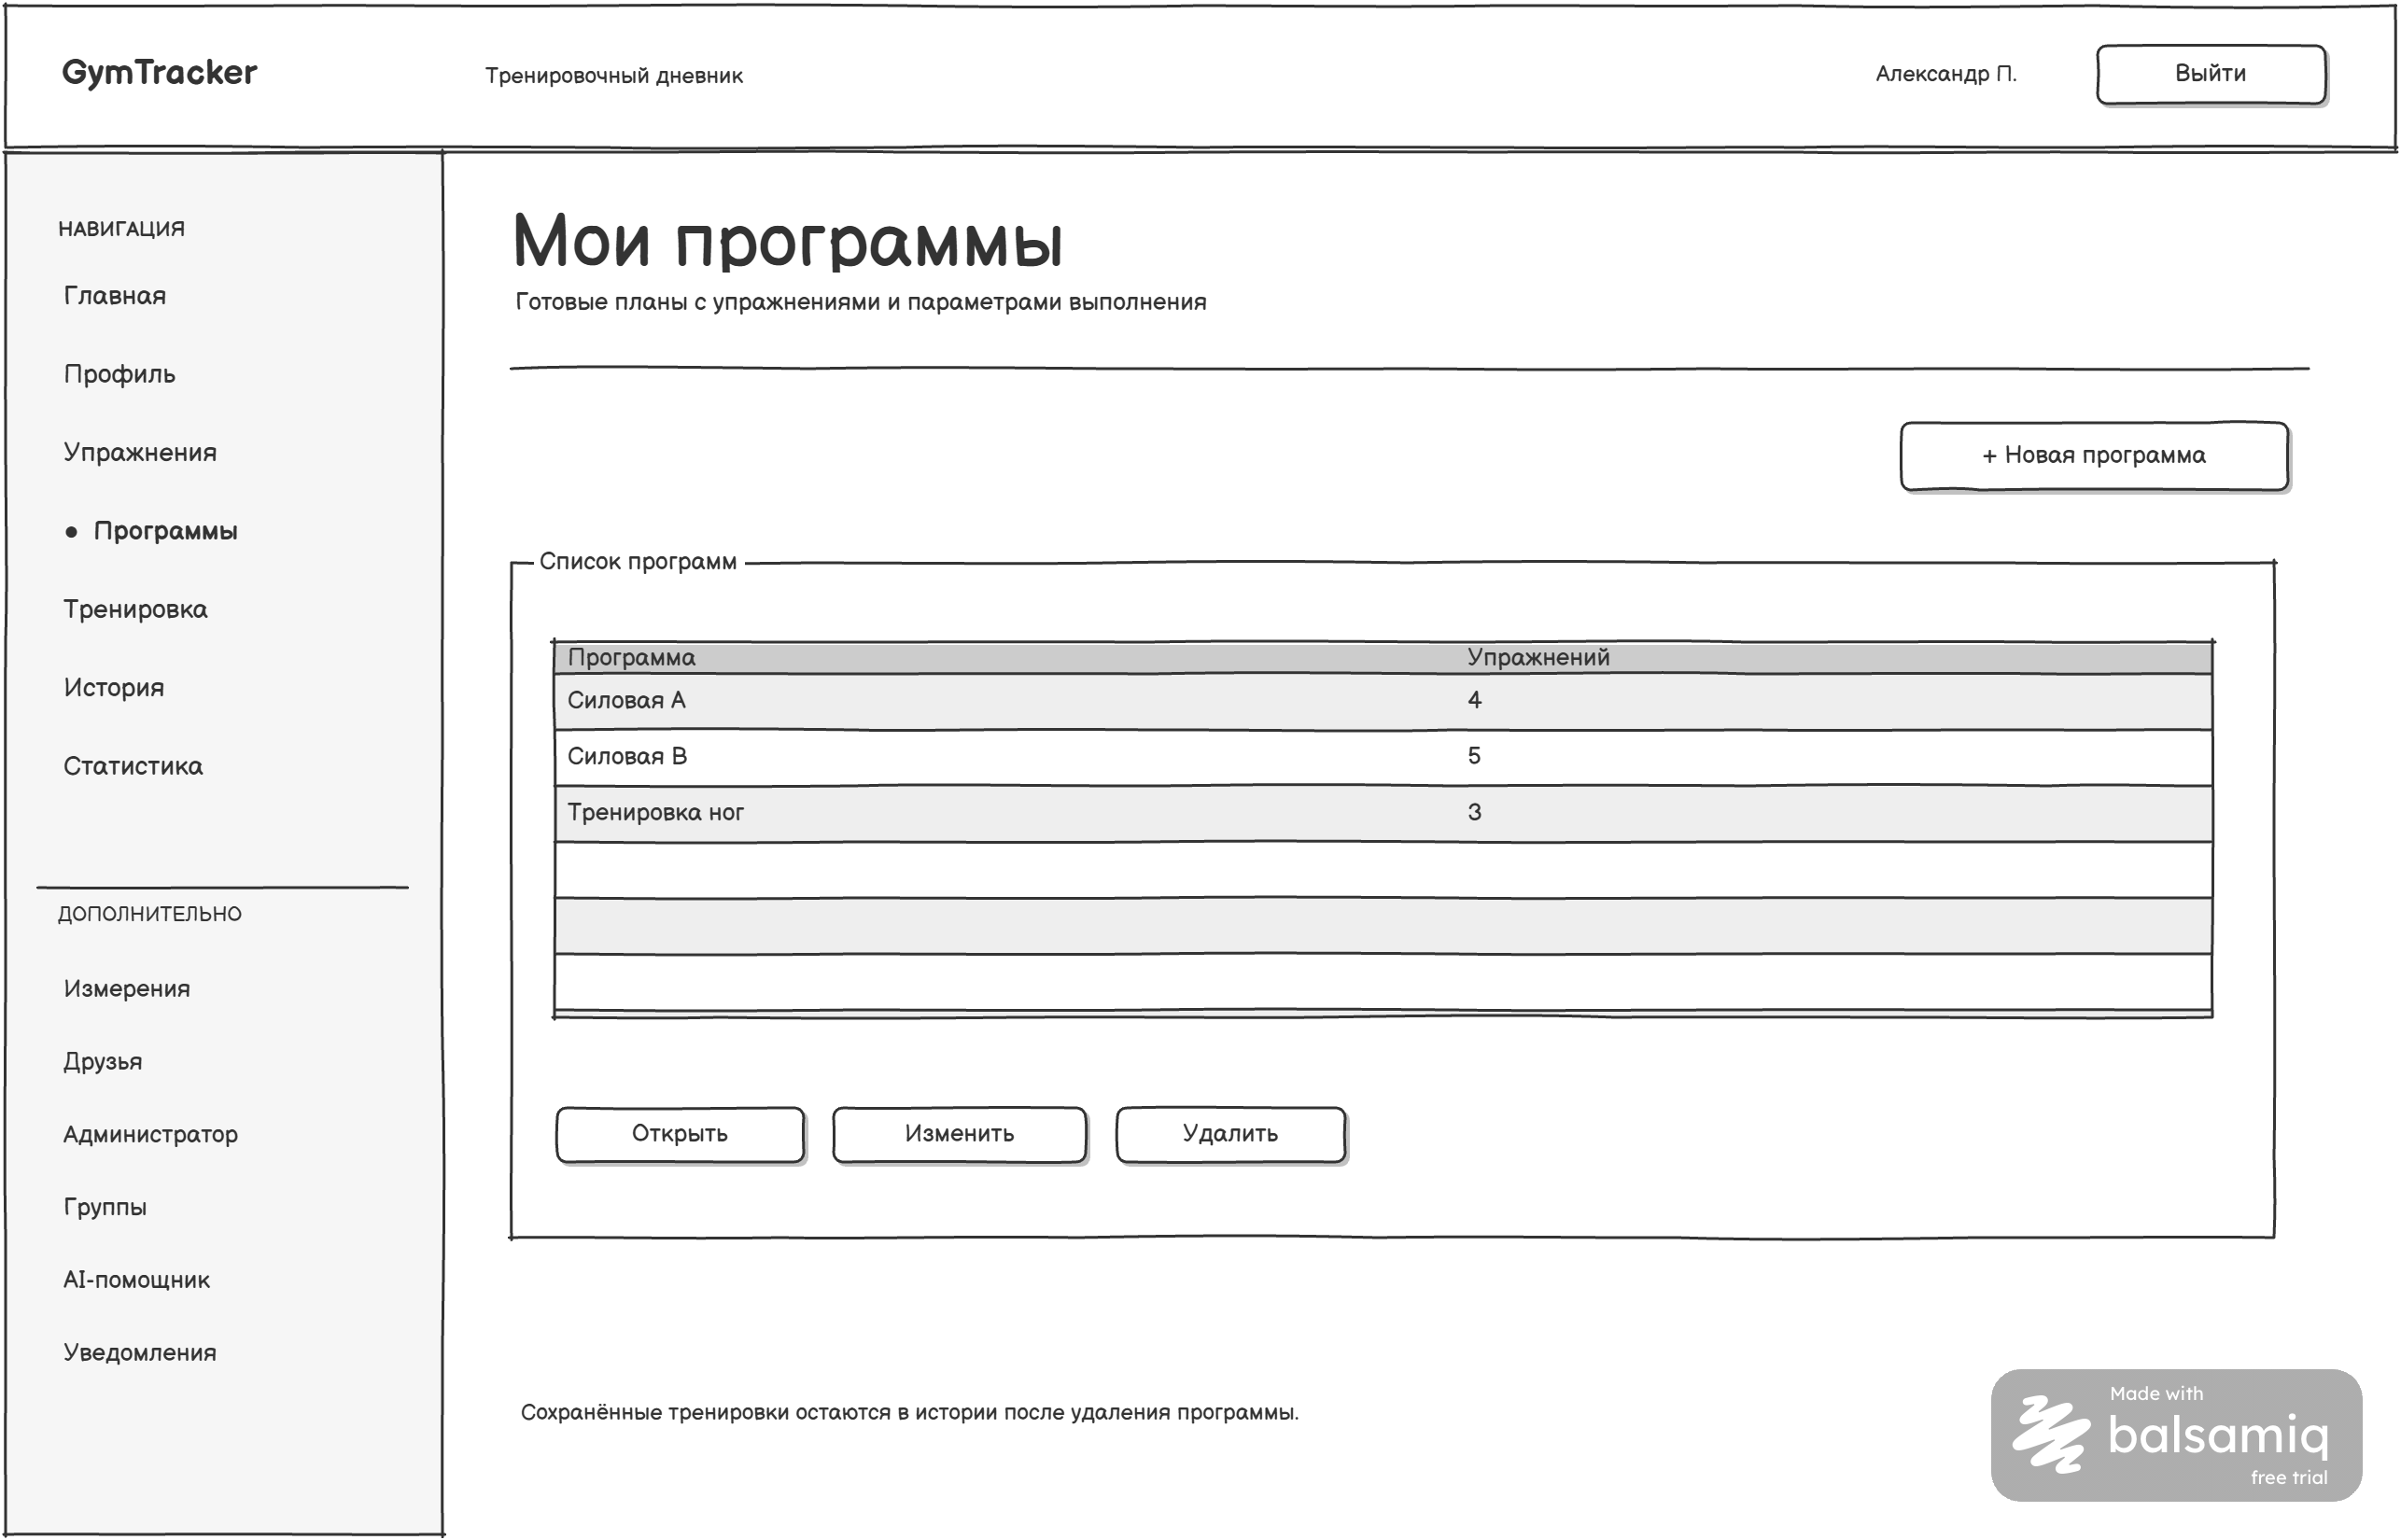 GymTracker
Тренировочный дневник
Александр П.
Выйти
НАВИГАЦИЯ
Главная
Профиль
Упражнения
● Программы
Тренировка
История
Статистика
ДОПОЛНИТЕЛЬНО
Измерения
Друзья
Администратор
Группы
AI-помощник
Уведомления
Мои программы
Готовые планы с упражнениями и параметрами выполнения
+ Новая программа
Список программ
Программа Упражнений
Силовая A 4
Силовая B 5
Тренировка ног 3
Открыть
Изменить
Удалить
Сохранённые тренировки остаются в истории после удаления программы.
Made with
balsamiq
free trial